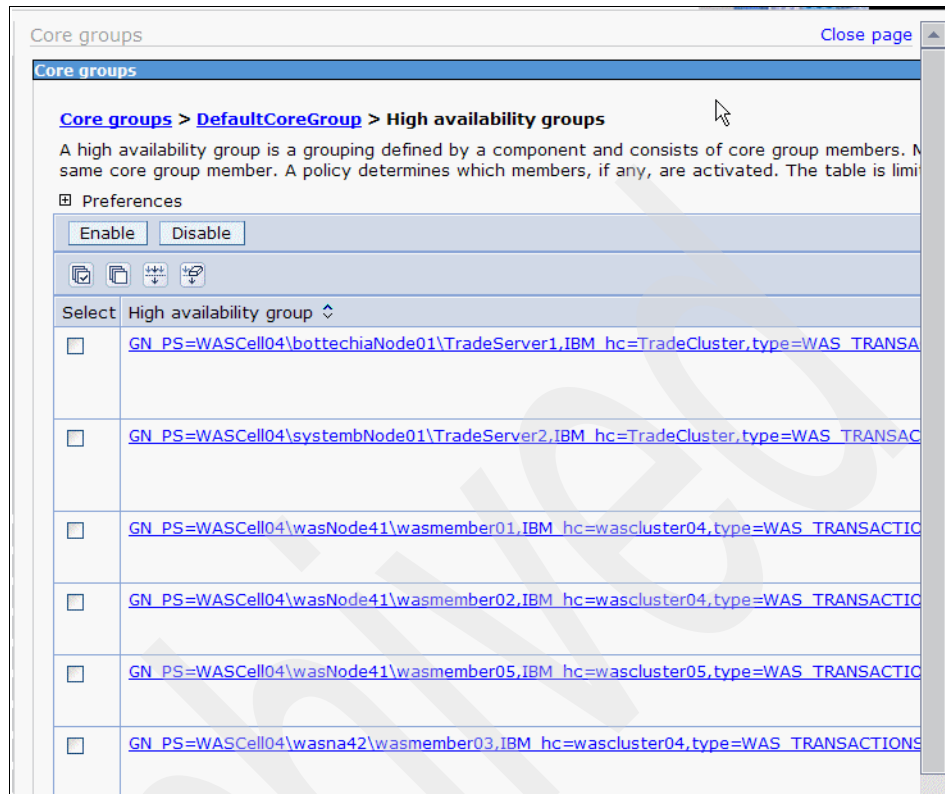 Core groups
Close page
Core groups
Core groups > DefaultCoreGroup > High availability groups
A high availability group is a grouping defined by a component and consists of core group members. M
same core group member. A policy determines which members, if any, are activated. The table is limi
Preferences
Enable Disable
Select High availability group
GN_PS=WASCell04\bottechiaNode01\TradeServer1,IBM_hc=TradeCluster,type=WAS_TRANSA
GN_PS=WASCell04\systembNode01\TradeServer2,IBM_hc=TradeCluster,type=WAS_TRANSAC
GN_PS=WASCell04\wasNode41\wasmember01,IBM_hc=wascluster04,type=WAS_TRANSACTIO
GN_PS=WASCell04\wasNode41\wasmember02,IBM_hc=wascluster04,type=WAS_TRANSACTIO
GN_PS=WASCell04\wasNode41\wasmember05,IBM_hc=wascluster05,type=WAS_TRANSACTIO
GN_PS=WASCell04\wasna42\wasmember03,IBM_hc=wascluster04,type=WAS_TRANSACTIONS
hived